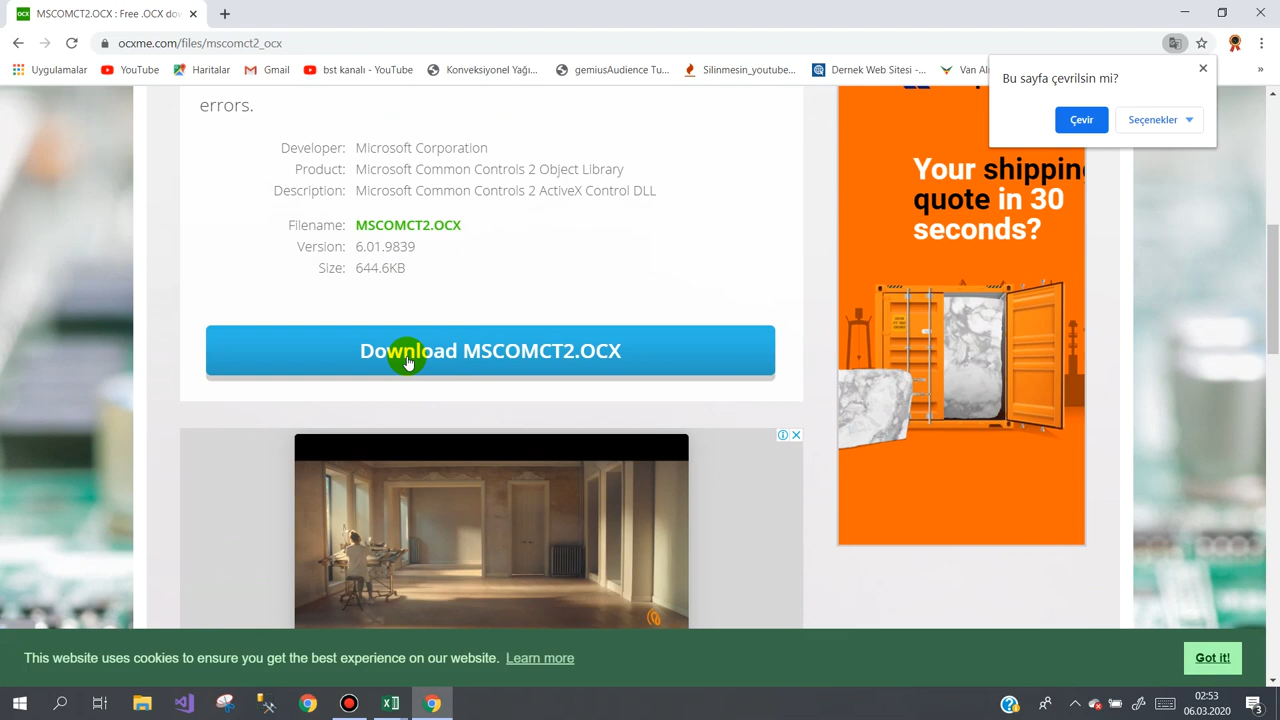 OCX MSCOMCT2.OCX : Free .OCX do
ocxme.com/files/mscomct2_ocx
Uygulamalar YouTube Haritalar Gmail bst kanalı - YouTube Konveksiyonel Yağı... gemiusAudience Tu... Silinmesin_youtube... Dernek Web Sitesi -... Van Al
Bu sayfa çevrilsin mi?
Çevir Seçenekler
errors.
Developer: Microsoft Corporation
Product: Microsoft Common Controls 2 Object Library
Description: Microsoft Common Controls 2 ActiveX Control DLL
Filename: MSCOMCT2.OCX
Version: 6.01.9839
Size: 644.6KB
Download MSCOMCT2.OCX
Your shipping
quote in 30
seconds?
This website uses cookies to ensure you get the best experience on our website. Learn more
Got it!
02:53
06.03.2020
3